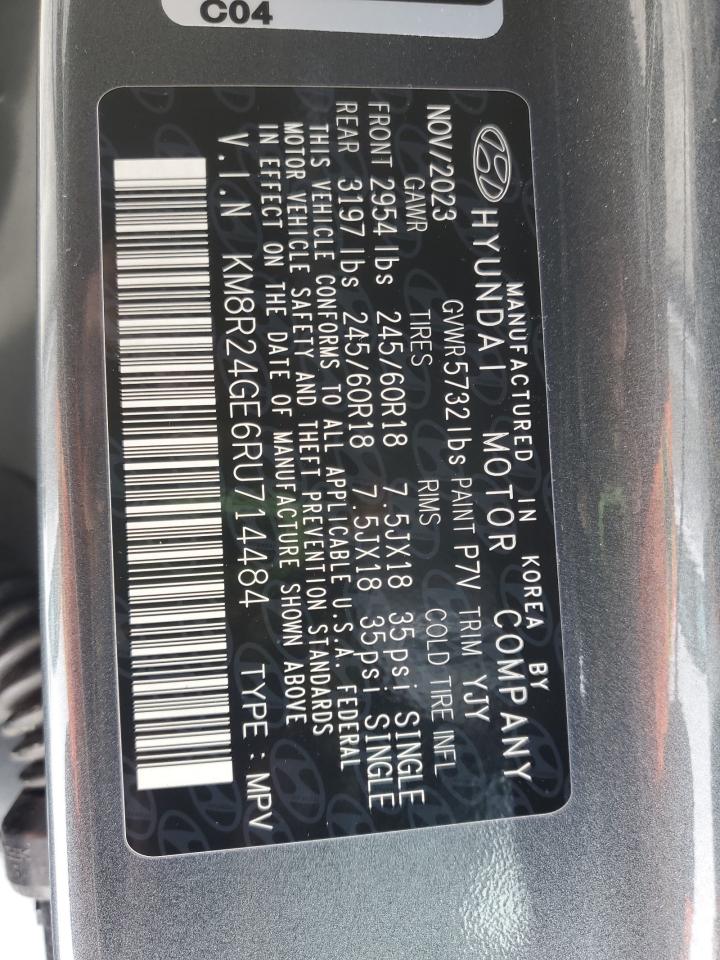 C04
MANUFACTURED IN KOREA BY
HYUNDAI MOTOR COMPANY
NOV/2023 GVWR 5732 lbs PAINT P7V TRIM YJY
GAWR TIRES RIMS COLD TIRE INFL
FRONT 2954 lbs 245/60R18 7.5JX18 35psi SINGLE
REAR 3197 lbs 245/60R18 7.5JX18 35psi SINGLE
THIS VEHICLE CONFORMS TO ALL APPLICABLE U.S.A. FEDERAL
MOTOR VEHICLE SAFETY AND THEFT PREVENTION STANDARDS
IN EFFECT ON THE DATE OF MANUFACTURE SHOWN ABOVE
V.I.N KM8R24GE6RU714484 TYPE : MPV